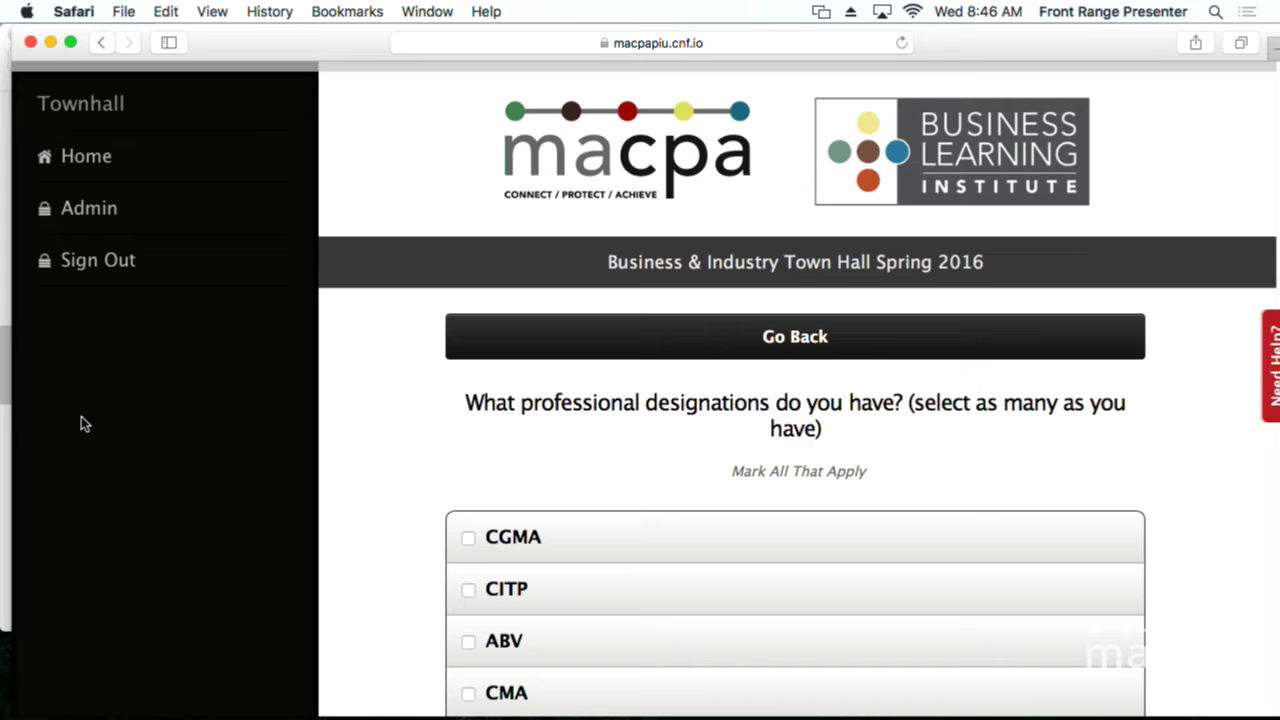 Safari File Edit View History Bookmarks Window Help Wed 8:46 AM Front Range Presenter
macpapiu.cnf.io
Townhall
Home
Admin
Sign Out
macpa
CONNECT / PROTECT / ACHIEVE
BUSINESS
LEARNING
INSTITUTE
Business & Industry Town Hall Spring 2016
Go Back
Need Help?
What professional designations do you have? (select as many as you
have)
Mark All That Apply
CGMA
CITP
ABV
CMA
ma